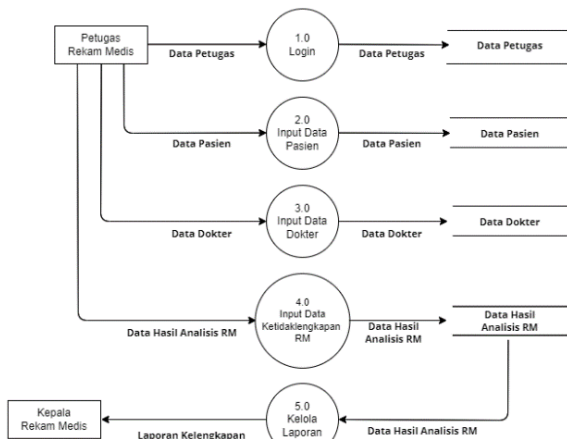 Petugas
Rekam Medis
Data Petugas
1.0
Login
Data Petugas
Data Petugas
Data Pasien
2.0
Input Data
Pasien
Data Pasien
Data Pasien
Data Dokter
3.0
Input Data
Dokter
Data Dokter
Data Dokter
Data Hasil Analisis RM
4.0
Input Data
Ketidaklengkapan
RM
Data Hasil
Analisis RM
Data Hasil
Analisis RM
Kepala
Rekam Medis
Laporan Kelengkapan
5.0
Kelola
Laporan
Data Hasil Analisis RM